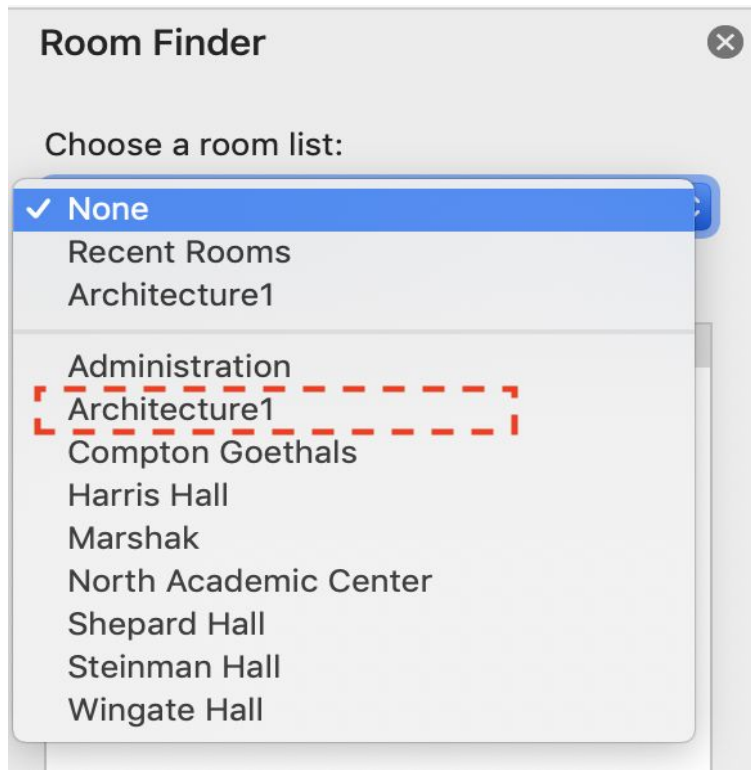 Room Finder
Choose a room list:
None
Recent Rooms
Architecture1
Administration
Architecture1
Compton Goethals
Harris Hall
Marshak
North Academic Center
Shepard Hall
Steinman Hall
Wingate Hall